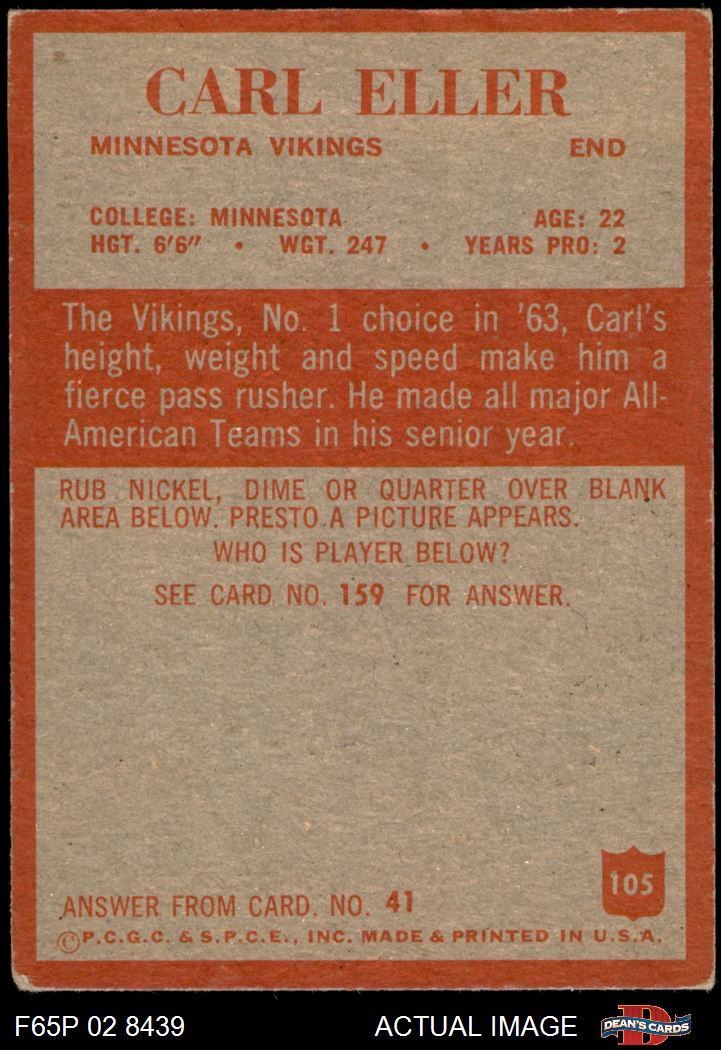 CARL ELLER
MINNESOTA VIKINGS END
COLLEGE: MINNESOTA AGE: 22
HGT. 6'6" • WGT. 247 • YEARS PRO: 2
The Vikings, No. 1 choice in '63, Carl's
height, weight and speed make him a
fierce pass rusher. He made all major All-
American Teams in his senior year.
RUB NICKEL, DIME OR QUARTER OVER BLANK
AREA BELOW. PRESTO A PICTURE APPEARS.
WHO IS PLAYER BELOW?
SEE CARD NO. 159 FOR ANSWER.
105
ANSWER FROM CARD. NO. 41
©P.C.G.C. & S.P.C.E., INC. MADE & PRINTED IN U.S.A.
F65P 02 8439 ACTUAL IMAGE D DEAN'S CARDS